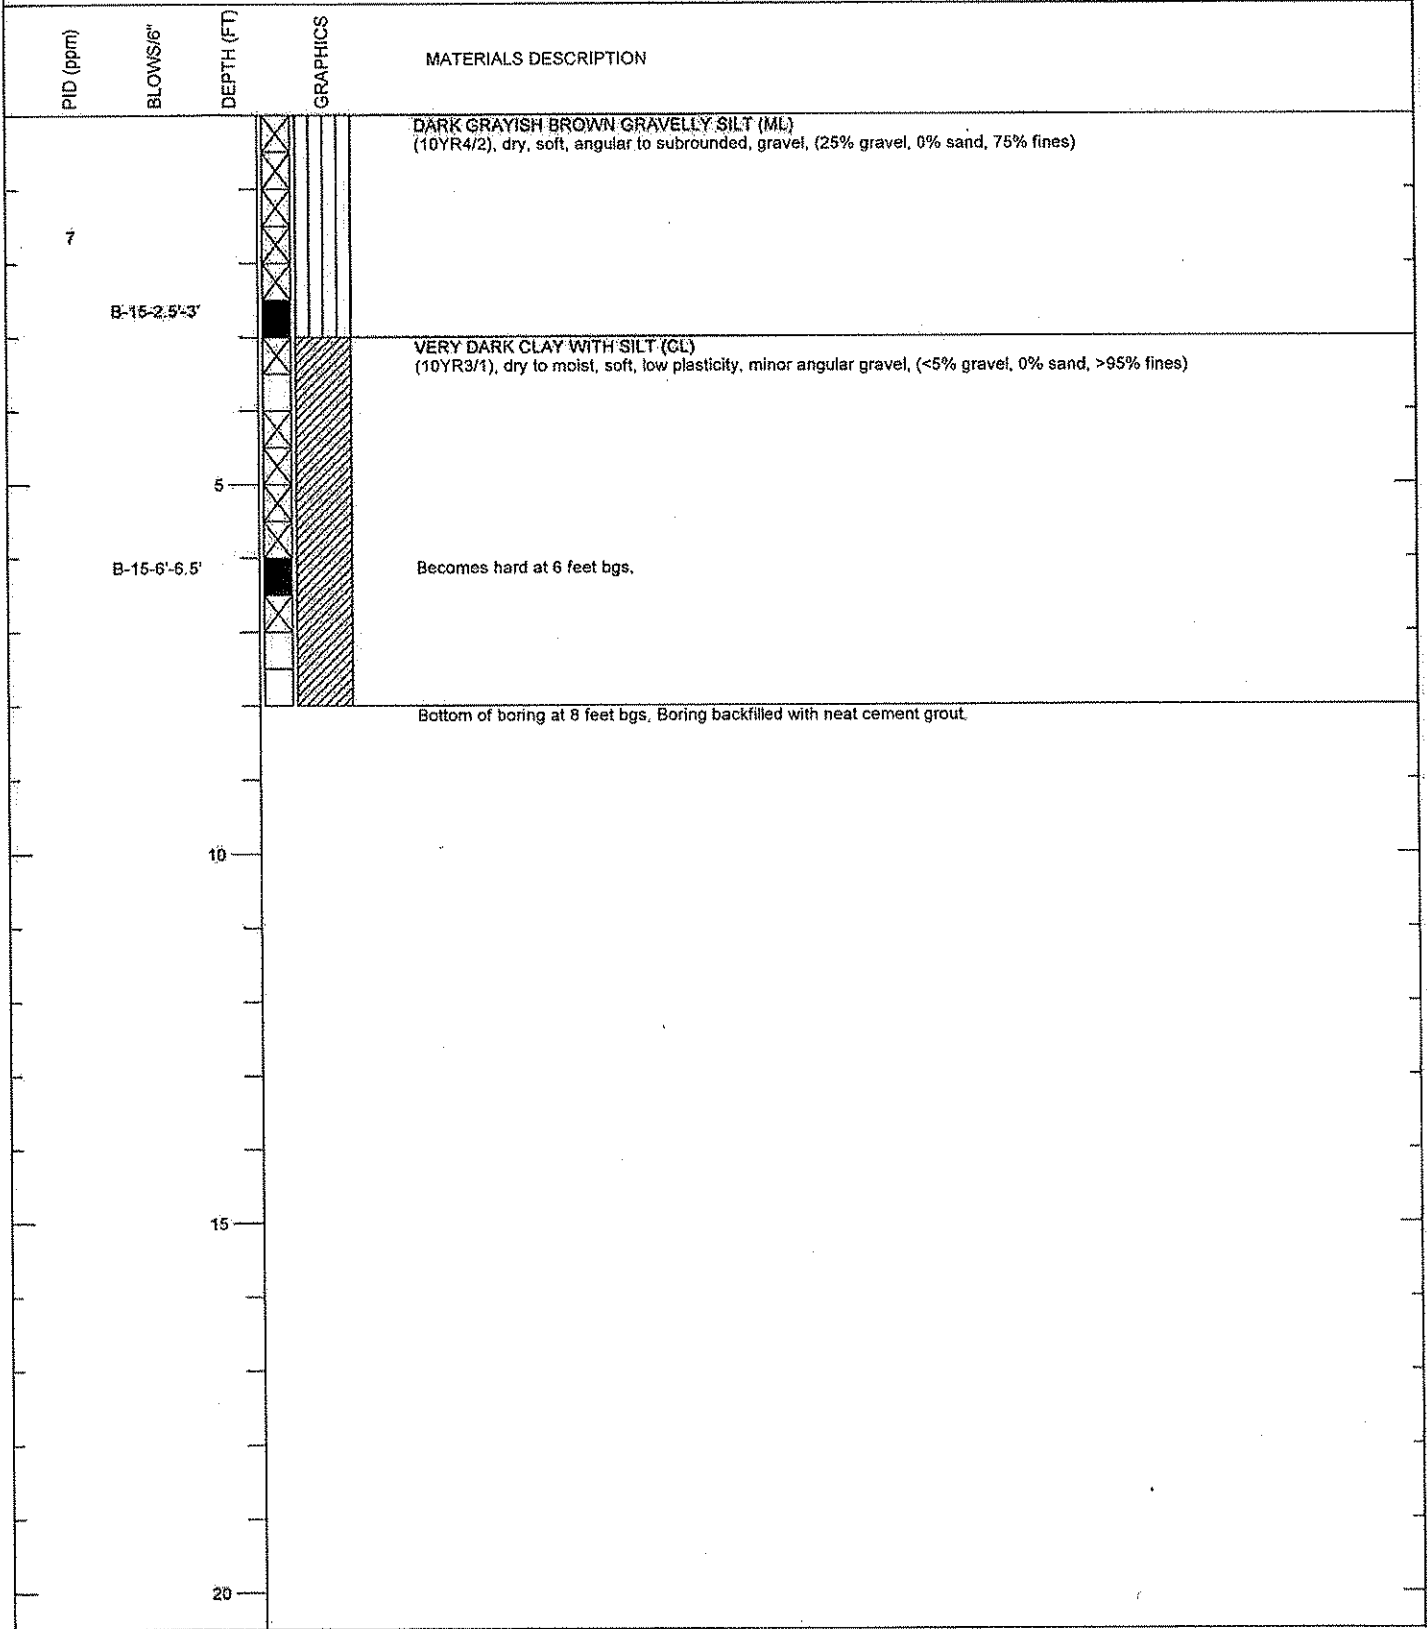 PID (ppm)
BLOWS/6"
DEPTH (FT)
GRAPHICS
MATERIALS DESCRIPTION
DARK GRAYISH BROWN GRAVELLY SILT (ML)
(10YR4/2), dry, soft, angular to subrounded, gravel, (25% gravel, 0% sand, 75% fines)
7
B-15-2.5'-3'
VERY DARK CLAY WITH SILT (CL)
(10YR3/1), dry to moist, soft, low plasticity, minor angular gravel, (<5% gravel, 0% sand, >95% fines)
5
B-15-6'-6.5'
Becomes hard at 6 feet bgs.
Bottom of boring at 8 feet bgs, Boring backfilled with neat cement grout.
10
15
20